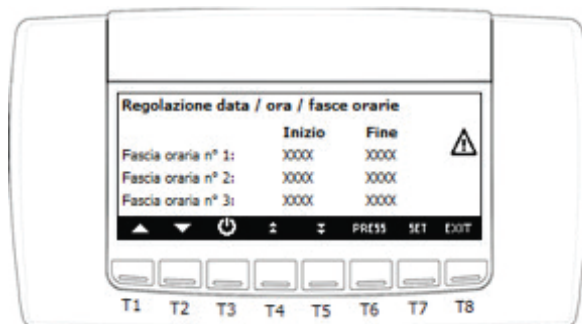 Regolazione data / ora / fasce orarie
Inizio Fine
Fascia oraria n° 1: XXXX XXXX
Fascia oraria n° 2: XXXX XXXX
Fascia oraria n° 3: XXXX XXXX
PRESS SET EXIT
T1 T2 T3 T4 T5 T6 T7 T8